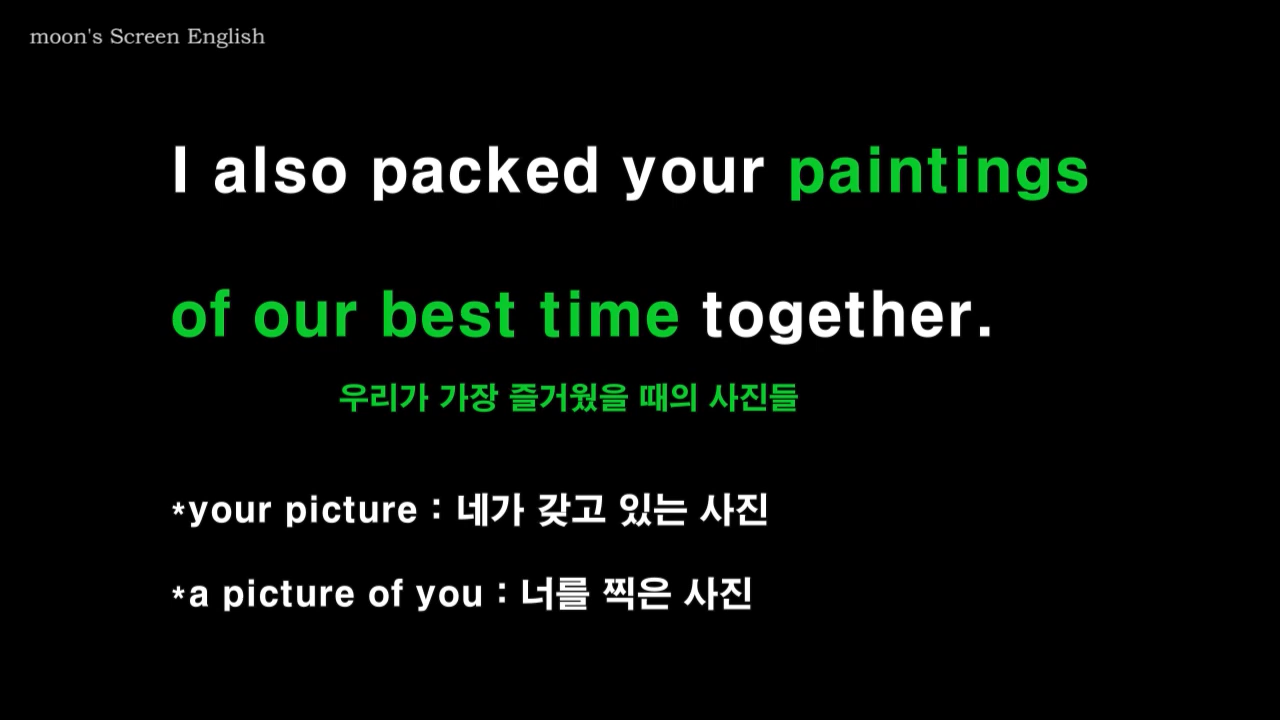 moon's Screen English
I also packed your paintings
of our best time together.
우리가 가장 즐거웠을 때의 사진들
*your picture : 네가 갖고 있는 사진
*a picture of you : 너를 찍은 사진